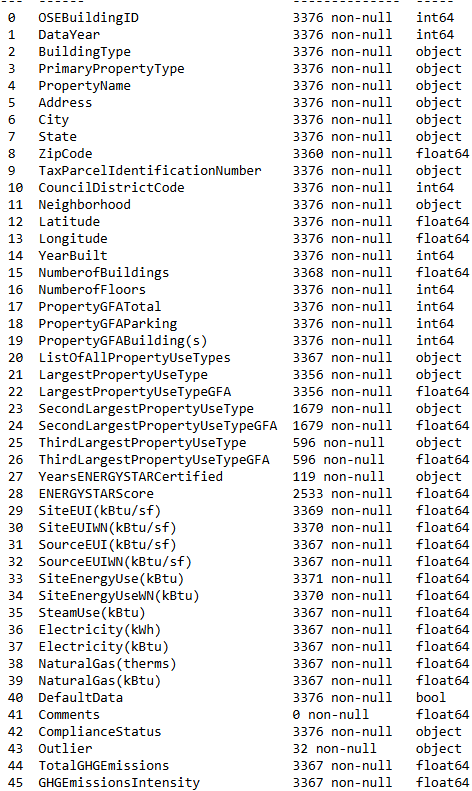 --- ------ -------------- -----
0 OSEBuildingID 3376 non-null int64
1 DataYear 3376 non-null int64
2 BuildingType 3376 non-null object
3 PrimaryPropertyType 3376 non-null object
4 PropertyName 3376 non-null object
5 Address 3376 non-null object
6 City 3376 non-null object
7 State 3376 non-null object
8 ZipCode 3360 non-null float64
9 TaxParcelIdentificationNumber 3376 non-null object
10 CouncilDistrictCode 3376 non-null int64
11 Neighborhood 3376 non-null object
12 Latitude 3376 non-null float64
13 Longitude 3376 non-null float64
14 YearBuilt 3376 non-null int64
15 NumberofBuildings 3368 non-null float64
16 NumberofFloors 3376 non-null int64
17 PropertyGFATotal 3376 non-null int64
18 PropertyGFAParking 3376 non-null int64
19 PropertyGFABuilding(s) 3376 non-null int64
20 ListOfAllPropertyUseTypes 3367 non-null object
21 LargestPropertyUseType 3356 non-null object
22 LargestPropertyUseTypeGFA 3356 non-null float64
23 SecondLargestPropertyUseType 1679 non-null object
24 SecondLargestPropertyUseTypeGFA 1679 non-null float64
25 ThirdLargestPropertyUseType 596 non-null object
26 ThirdLargestPropertyUseTypeGFA 596 non-null float64
27 YearsENERGYSTARCertified 119 non-null object
28 ENERGYSTARScore 2533 non-null float64
29 SiteEUI(kBtu/sf) 3369 non-null float64
30 SiteEUIWN(kBtu/sf) 3370 non-null float64
31 SourceEUI(kBtu/sf) 3367 non-null float64
32 SourceEUIWN(kBtu/sf) 3367 non-null float64
33 SiteEnergyUse(kBtu) 3371 non-null float64
34 SiteEnergyUseWN(kBtu) 3370 non-null float64
35 SteamUse(kBtu) 3367 non-null float64
36 Electricity(kWh) 3367 non-null float64
37 Electricity(kBtu) 3367 non-null float64
38 NaturalGas(therms) 3367 non-null float64
39 NaturalGas(kBtu) 3367 non-null float64
40 DefaultData 3376 non-null bool
41 Comments 0 non-null float64
42 ComplianceStatus 3376 non-null object
43 Outlier 32 non-null object
44 TotalGHGEmissions 3367 non-null float64
45 GHGEmissionsIntensity 3367 non-null float64